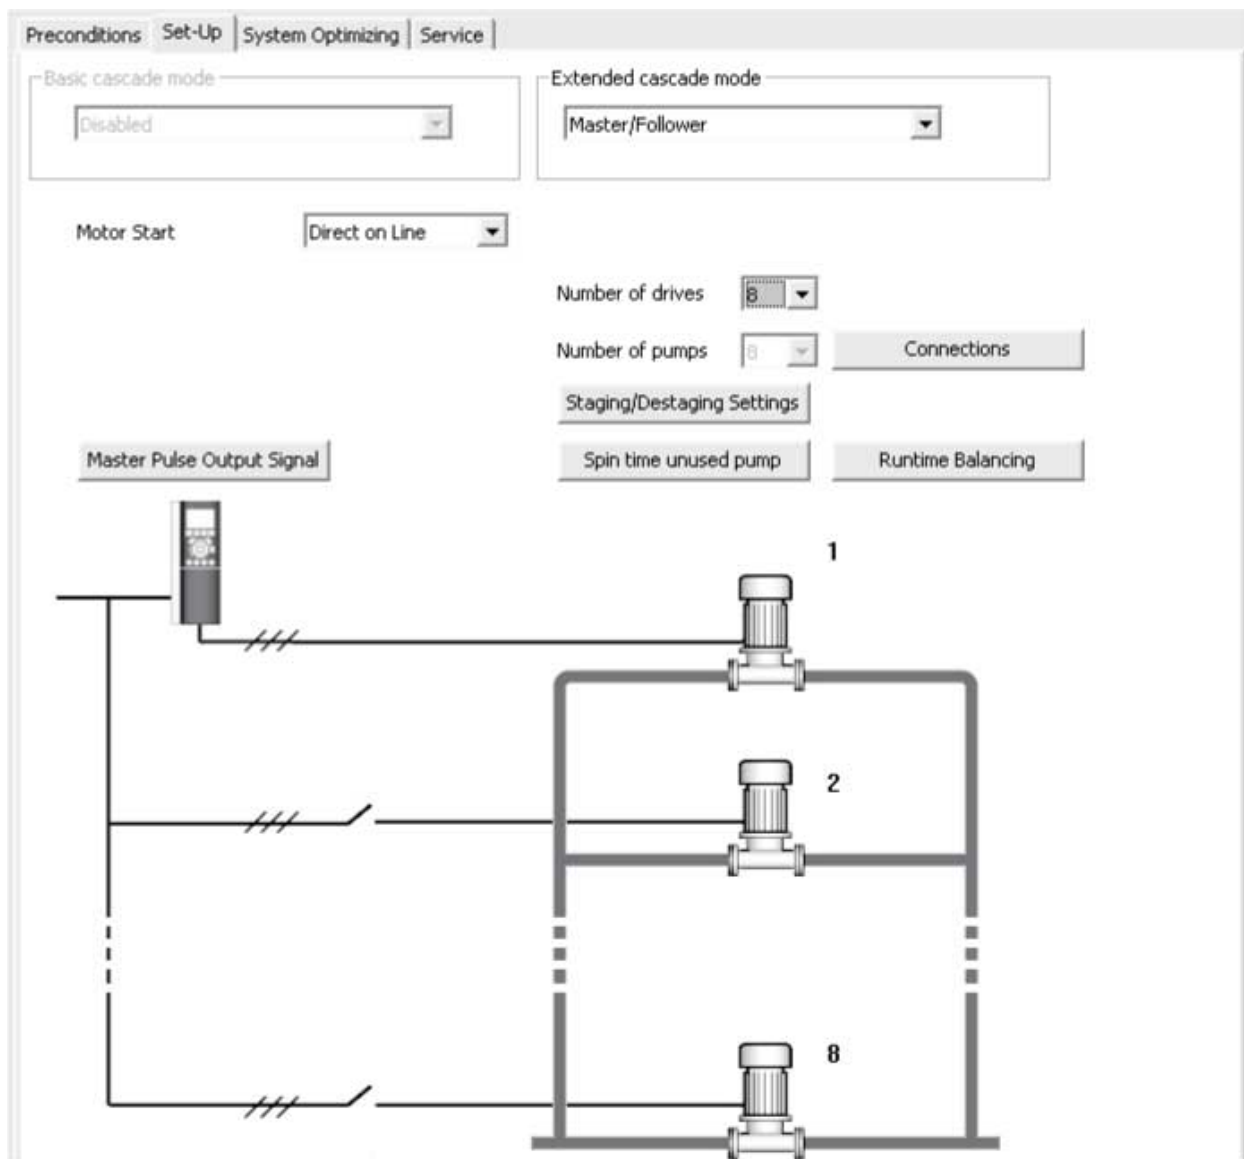 Preconditions Set-Up System Optimizing Service
Basic cascade mode Extended cascade mode
Disabled Master/Follower
Motor Start Direct on Line
Number of drives 8
Number of pumps 8 Connections
Staging/Destaging Settings
Master Pulse Output Signal Spin time unused pump Runtime Balancing
1
2
8